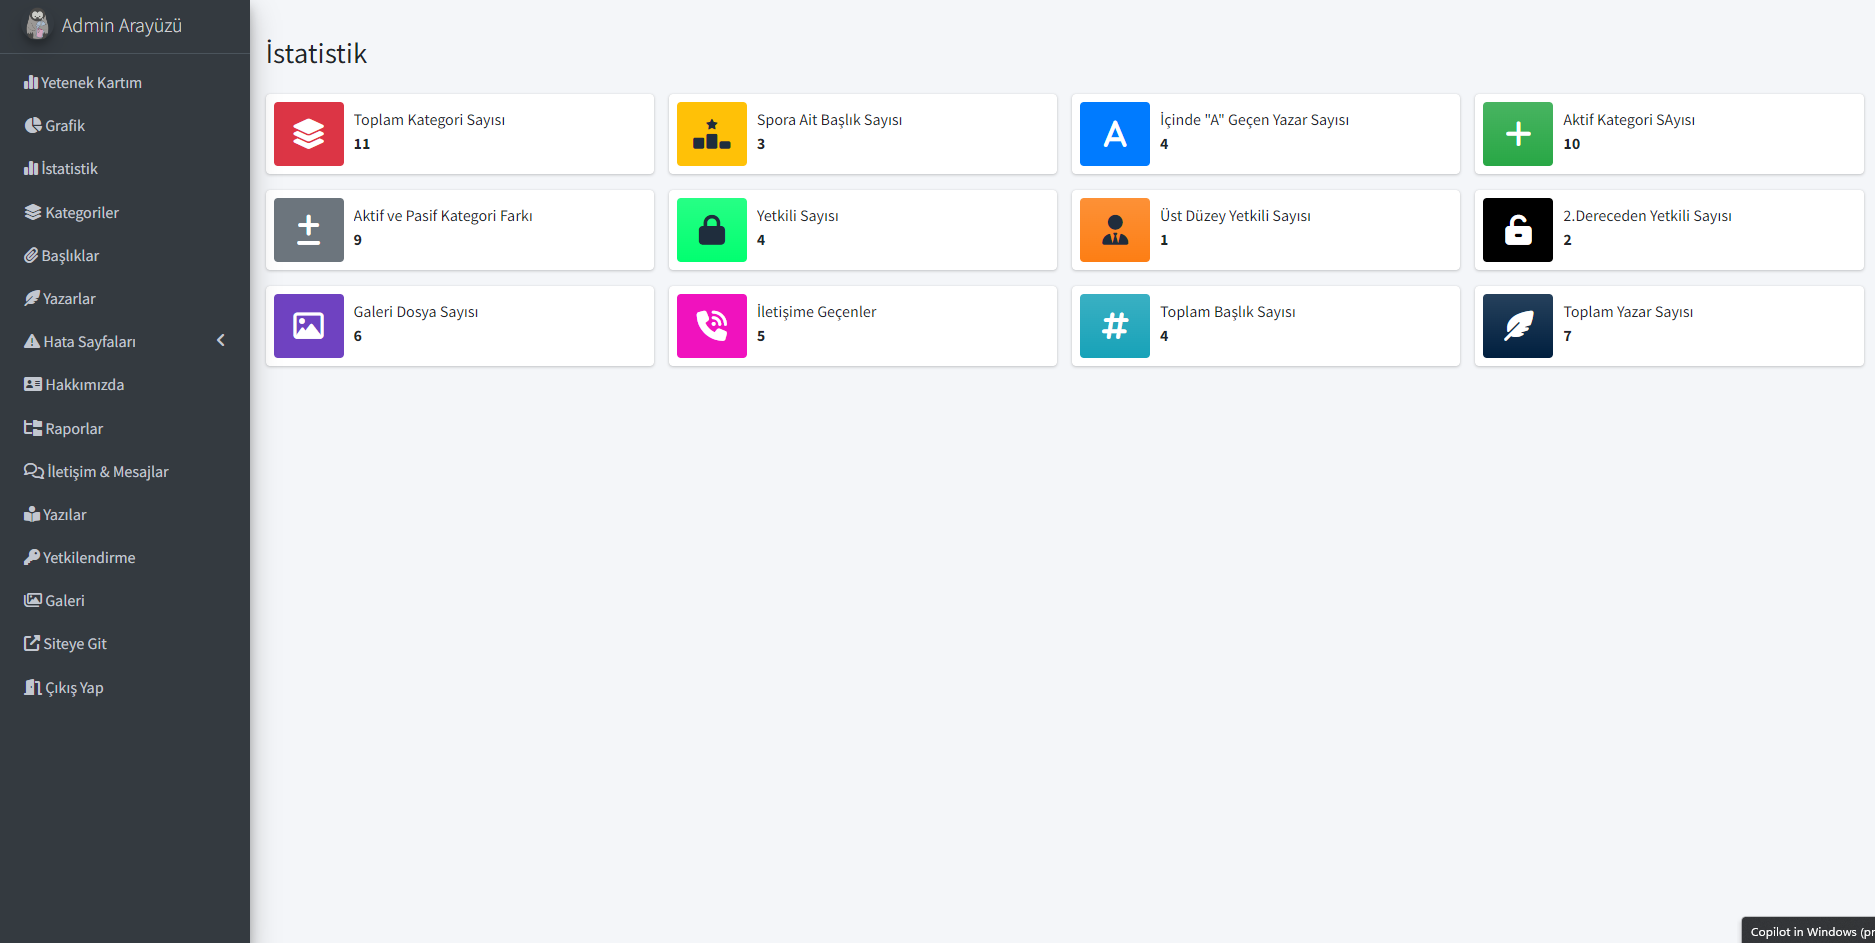 Admin Arayüzü
Yetenek Kartım
Grafik
İstatistik
Kategoriler
Başlıklar
Yazarlar
Hata Sayfaları
Hakkımızda
Raporlar
İletişim & Mesajlar
Yazılar
Yetkilendirme
Galeri
Siteye Git
Çıkış Yap
İstatistik
Toplam Kategori Sayısı
11
Spora Ait Başlık Sayısı
3
A
İçinde "A" Geçen Yazar Sayısı
4
Aktif Kategori SAyısı
10
Aktif ve Pasif Kategori Farkı
9
Yetkili Sayısı
4
Üst Düzey Yetkili Sayısı
1
2.Dereceden Yetkili Sayısı
2
Galeri Dosya Sayısı
6
İletişime Geçenler
5
#
Toplam Başlık Sayısı
4
Toplam Yazar Sayısı
7
Copilot in Windows (pr